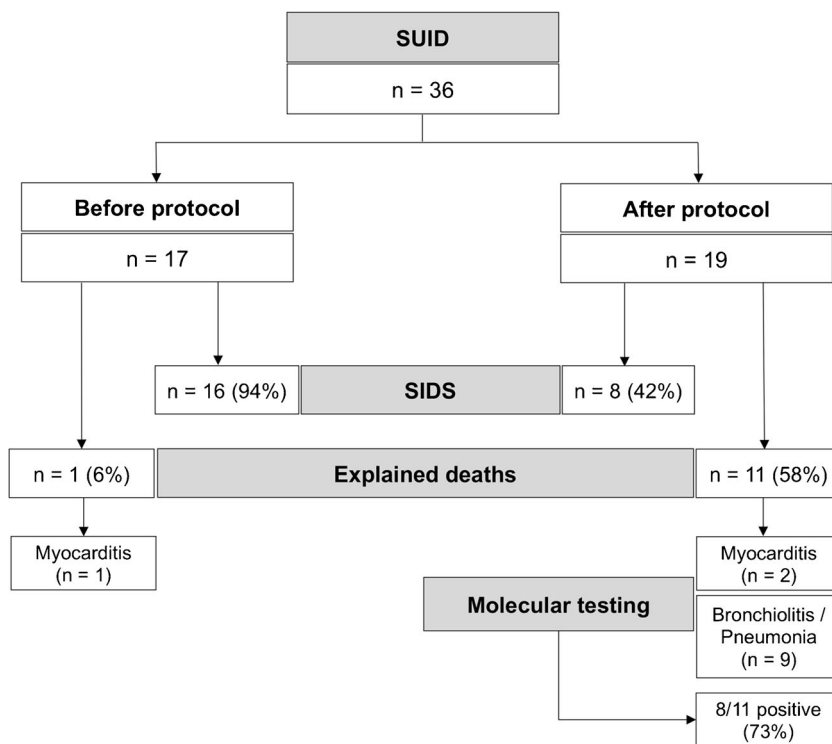 SUID
n = 36
Before protocol
n = 17
After protocol
n = 19
n = 16 (94%)
SIDS
n = 8 (42%)
n = 1 (6%)
Explained deaths
n = 11 (58%)
Myocarditis
(n = 1)
Myocarditis
(n = 2)
Molecular testing
Bronchiolitis /
Pneumonia
(n = 9)
8/11 positive
(73%)